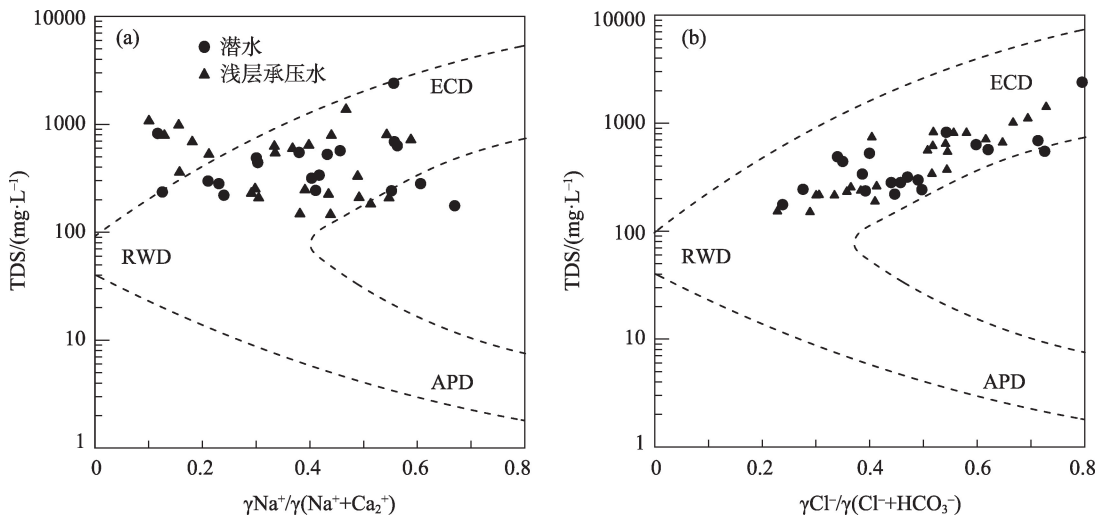 10000
(a)
潜水
浅层承压水
ECD
1000
TDS/(mg·L⁻¹)
100
RWD
10
APD
1
0 0.2 0.4 0.6 0.8
γNa⁺/γ(Na⁺+Ca₂⁺)
10000
(b)
ECD
1000
TDS/(mg·L⁻¹)
100
RWD
10
APD
1
0 0.2 0.4 0.6 0.8
γCl⁻/γ(Cl⁻+HCO₃⁻)